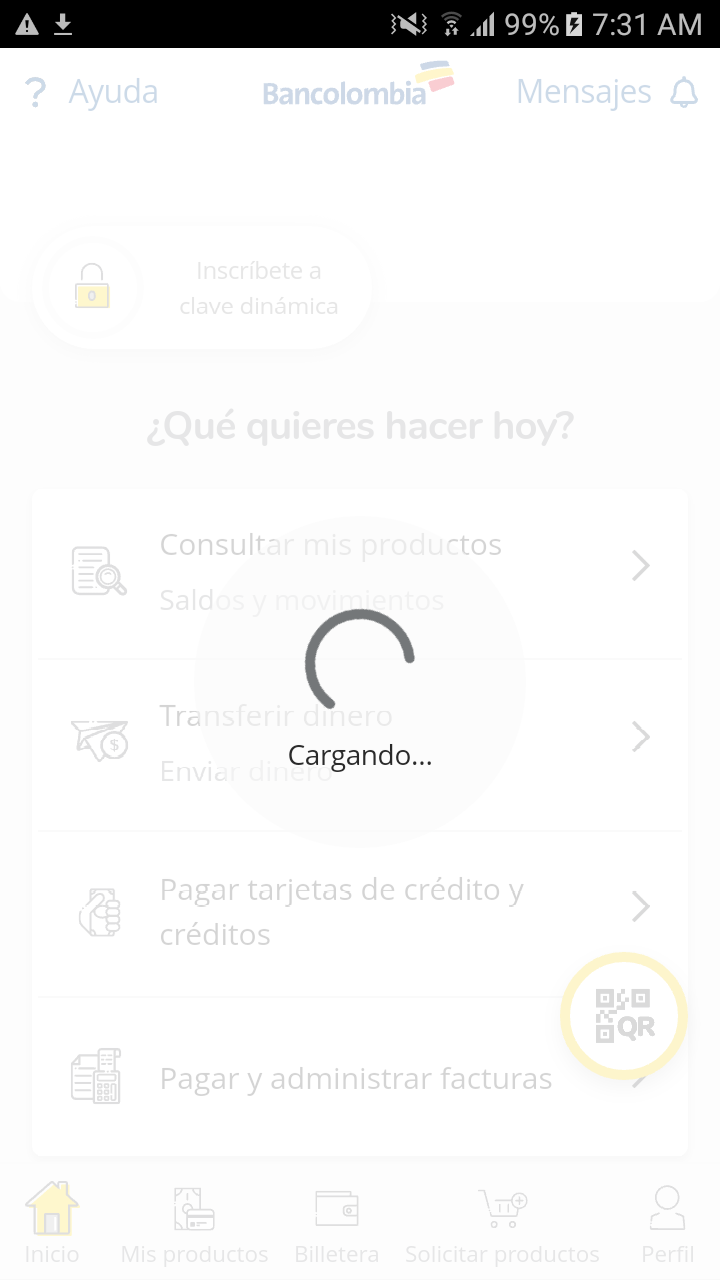 99% 7:31 AM
? Ayuda Bancolombia Mensajes
Inscríbete a
clave dinámica
¿Qué quieres hacer hoy?
Consultar mis productos
Saldos y movimientos
Transferir dinero
Cargando...
Enviar dinero
Pagar tarjetas de crédito y
créditos
QR
Pagar y administrar facturas
Inicio Mis productos Billetera Solicitar productos Perfil